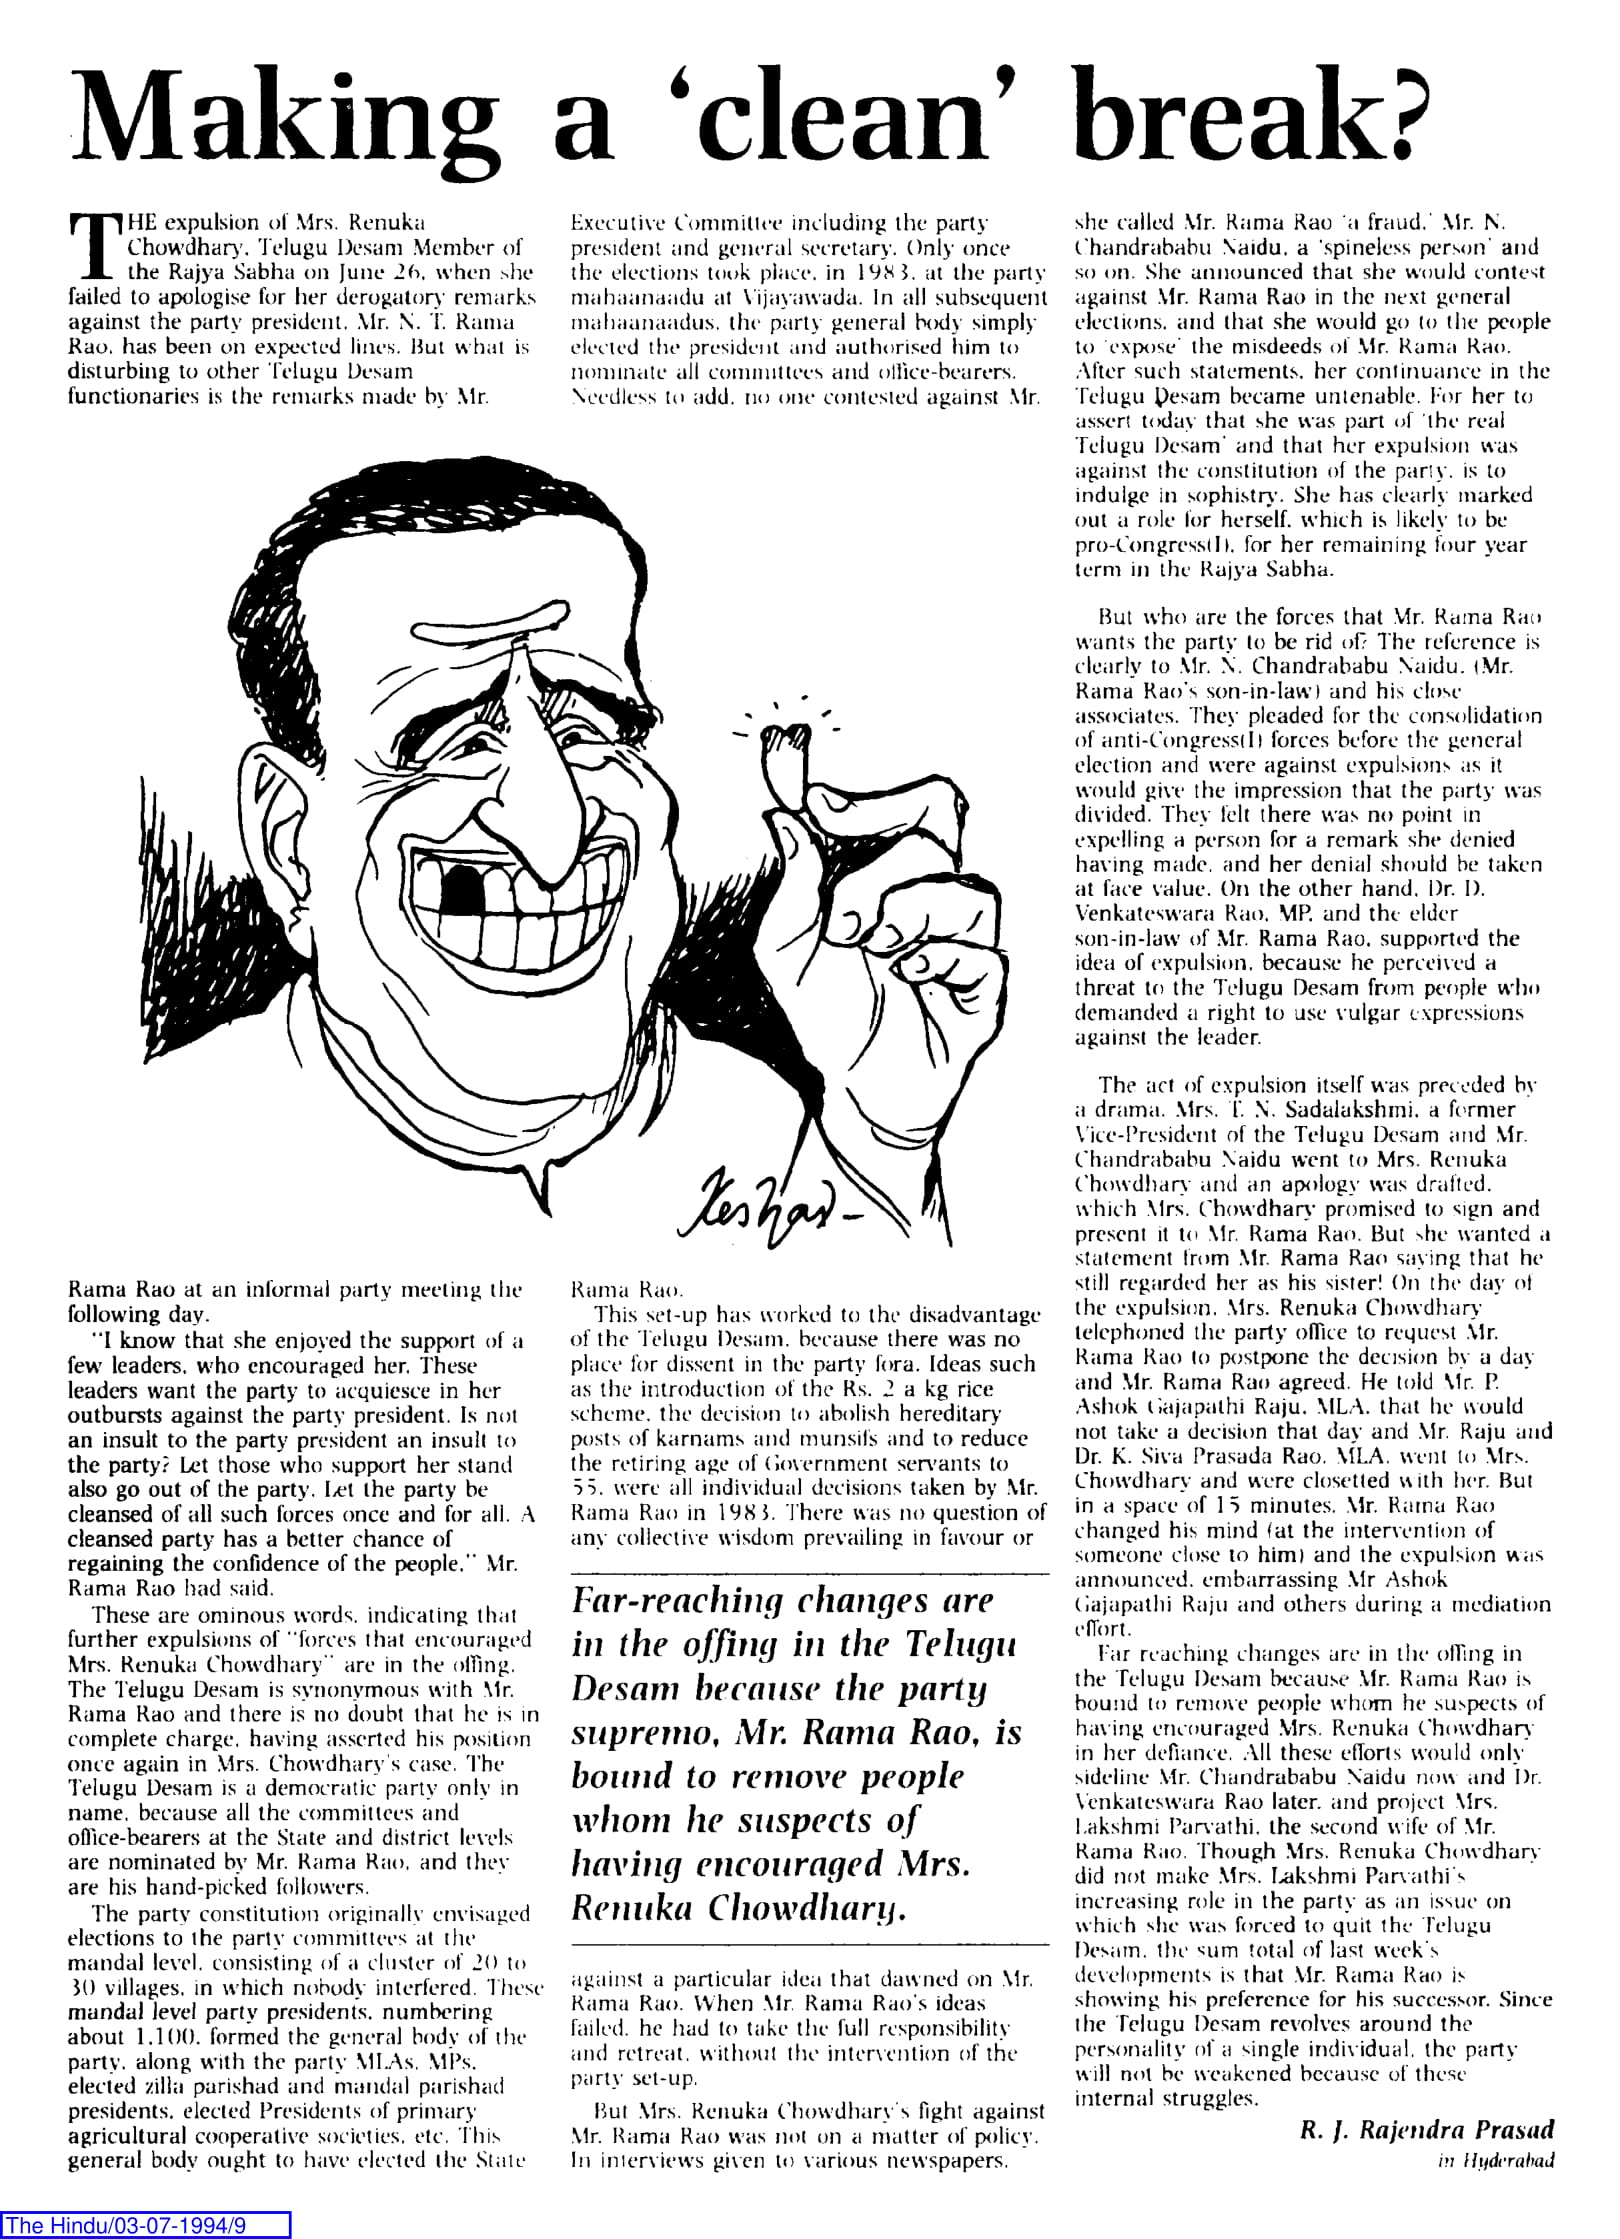 Making a ‘clean’ break?
THE expulsion of Mrs. Renuka
Chowdhary, Telugu Desam Member of
the Rajya Sabha on June 26, when she
failed to apologise for her derogatory remarks
against the party president, Mr. N. T. Rama
Rao, has been on expected lines. But what is
disturbing to other Telugu Desam
functionaries is the remarks made by Mr.
Rama Rao at an informal party meeting the
following day.
"I know that she enjoyed the support of a
few leaders, who encouraged her. These
leaders want the party to acquiesce in her
outbursts against the party president. Is not
an insult to the party president an insult to
the party? Let those who support her stand
also go out of the party. Let the party be
cleansed of all such forces once and for all. A
cleansed party has a better chance of
regaining the confidence of the people," Mr.
Rama Rao had said.
These are ominous words, indicating that
further expulsions of "forces that encouraged
Mrs. Renuka Chowdhary" are in the offing.
The Telugu Desam is synonymous with Mr.
Rama Rao and there is no doubt that he is in
complete charge, having asserted his position
once again in Mrs. Chowdhary's case. The
Telugu Desam is a democratic party only in
name, because all the committees and
office-bearers at the State and district levels
are nominated by Mr. Rama Rao, and they
are his hand-picked followers.
The party constitution originally envisaged
elections to the party committees at the
mandal level, consisting of a cluster of 20 to
30 villages, in which nobody interfered. These
mandal level party presidents, numbering
about 1,100, formed the general body of the
party, along with the party MLAs, MPs,
elected zilla parishad and mandal parishad
presidents, elected Presidents of primary
agricultural cooperative societies, etc. This
general body ought to have elected the State
Executive Committee including the party
president and general secretary. Only once
the elections took place, in 1983, at the party
mahaanaadu at Vijayawada. In all subsequent
mahaanaadus, the party general body simply
elected the president and authorised him to
nominate all committees and office-bearers.
Needless to add, no one contested against Mr.
Keshav
Rama Rao.
This set-up has worked to the disadvantage
of the Telugu Desam, because there was no
place for dissent in the party fora. Ideas such
as the introduction of the Rs. 2 a kg rice
scheme, the decision to abolish hereditary
posts of karnams and munsifs and to reduce
the retiring age of Government servants to
55, were all individual decisions taken by Mr.
Rama Rao in 1983. There was no question of
any collective wisdom prevailing in favour or
Far-reaching changes are
in the offing in the Telugu
Desam because the party
supremo, Mr. Rama Rao, is
bound to remove people
whom he suspects of
having encouraged Mrs.
Renuka Chowdhary.
against a particular idea that dawned on Mr.
Rama Rao. When Mr. Rama Rao's ideas
failed, he had to take the full responsibility
and retreat, without the intervention of the
party set-up.
But Mrs. Renuka Chowdhary's fight against
Mr. Rama Rao was not on a matter of policy.
In interviews given to various newspapers,
she called Mr. Rama Rao 'a fraud,' Mr. N.
Chandrababu Naidu, a 'spineless person' and
so on. She announced that she would contest
against Mr. Rama Rao in the next general
elections, and that she would go to the people
to 'expose' the misdeeds of Mr. Rama Rao.
After such statements, her continuance in the
Telugu Desam became untenable. For her to
assert today that she was part of 'the real
Telugu Desam' and that her expulsion was
against the constitution of the party, is to
indulge in sophistry. She has clearly marked
out a role for herself, which is likely to be
pro-Congress(I), for her remaining four year
term in the Rajya Sabha.
But who are the forces that Mr. Rama Rao
wants the party to be rid of? The reference is
clearly to Mr. N. Chandrababu Naidu, (Mr.
Rama Rao's son-in-law) and his close
associates. They pleaded for the consolidation
of anti-Congress(I) forces before the general
election and were against expulsions as it
would give the impression that the party was
divided. They felt there was no point in
expelling a person for a remark she denied
having made, and her denial should be taken
at face value. On the other hand, Dr. D.
Venkateswara Rao, MP, and the elder
son-in-law of Mr. Rama Rao, supported the
idea of expulsion, because he perceived a
threat to the Telugu Desam from people who
demanded a right to use vulgar expressions
against the leader.
The act of expulsion itself was preceded by
a drama. Mrs. T. N. Sadalakshmi, a former
Vice-President of the Telugu Desam and Mr.
Chandrababu Naidu went to Mrs. Renuka
Chowdhary and an apology was drafted,
which Mrs. Chowdhary promised to sign and
present it to Mr. Rama Rao. But she wanted a
statement from Mr. Rama Rao saying that he
still regarded her as his sister! On the day of
the expulsion, Mrs. Renuka Chowdhary
telephoned the party office to request Mr.
Rama Rao to postpone the decision by a day
and Mr. Rama Rao agreed. He told Mr. P.
Ashok Gajapathi Raju, MLA, that he would
not take a decision that day and Mr. Raju and
Dr. K. Siva Prasada Rao, MLA, went to Mrs.
Chowdhary and were closetted with her. But
in a space of 15 minutes, Mr. Rama Rao
changed his mind (at the intervention of
someone close to him) and the expulsion was
announced, embarrassing Mr Ashok
Gajapathi Raju and others during a mediation
effort.
Far reaching changes are in the offing in
the Telugu Desam because Mr. Rama Rao is
bound to remove people whom he suspects of
having encouraged Mrs. Renuka Chowdhary
in her defiance. All these efforts would only
sideline Mr. Chandrababu Naidu now and Dr.
Venkateswara Rao later, and project Mrs.
Lakshmi Parvathi, the second wife of Mr.
Rama Rao. Though Mrs. Renuka Chowdhary
did not make Mrs. Lakshmi Parvathi's
increasing role in the party as an issue on
which she was forced to quit the Telugu
Desam, the sum total of last week's
developments is that Mr. Rama Rao is
showing his preference for his successor. Since
the Telugu Desam revolves around the
personality of a single individual, the party
will not be weakened because of these
internal struggles.
R. J. Rajendra Prasad
in Hyderabad
The Hindu/03-07-1994/9